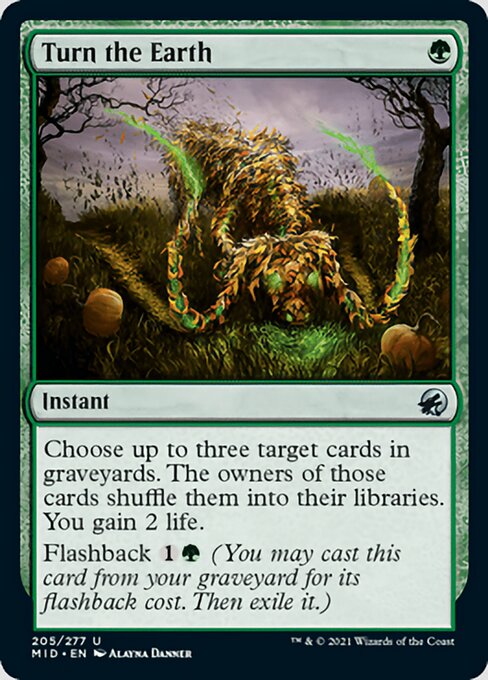 Turn the Earth
Instant
Choose up to three target cards in
graveyards. The owners of those
cards shuffle them into their libraries.
You gain 2 life.
Flashback 1 (You may cast this
card from your graveyard for its
flashback cost. Then exile it.)
205/277 U
MID • EN Alayna Danner
™ & © 2021 Wizards of the Coast